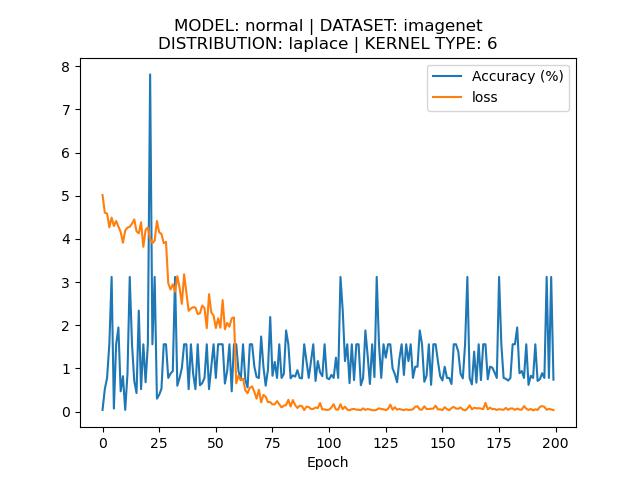 MODEL: normal | DATASET: imagenet
DISTRIBUTION: laplace | KERNEL TYPE: 6
Accuracy (%)
loss
8
7
6
5
4
3
2
1
0
0 25 50 75 100 125 150 175 200
Epoch